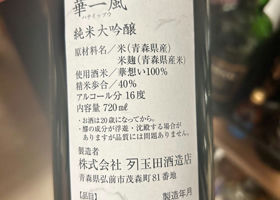 華一風
ハナイップウ
純米大吟醸
原材料名／米（青森県産）
米麹（青森県産米）
使用酒米／華想い100%
精米歩合／40%
アルコール分 16度
内容量 720㎖
・お酒は20歳になってから。
・醪の成分が浮遊・沈殿する場合が
ありますが品質には問題ありません。
製造者
株式会社 玉田酒造店
青森県弘前市茂森町81番地
【品目】
製造年月